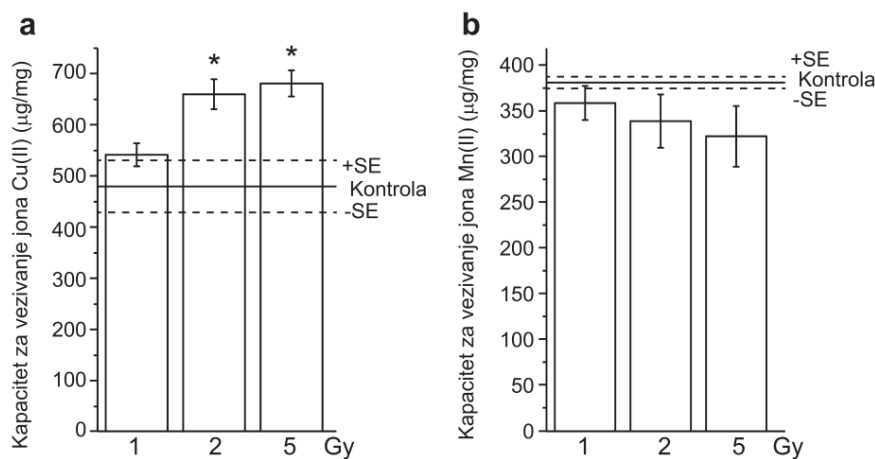 a
Kapacitet za vezivanje jona Cu(II) (µg/mg)
700
600
500
400
300
200
100
0
* *
+SE
Kontrola
-SE
1 2 5 Gy
b
Kapacitet za vezivanje jona Mn(II) (µg/mg)
400
350
300
250
200
150
100
50
0
+SE
Kontrola
-SE
1 2 5 Gy